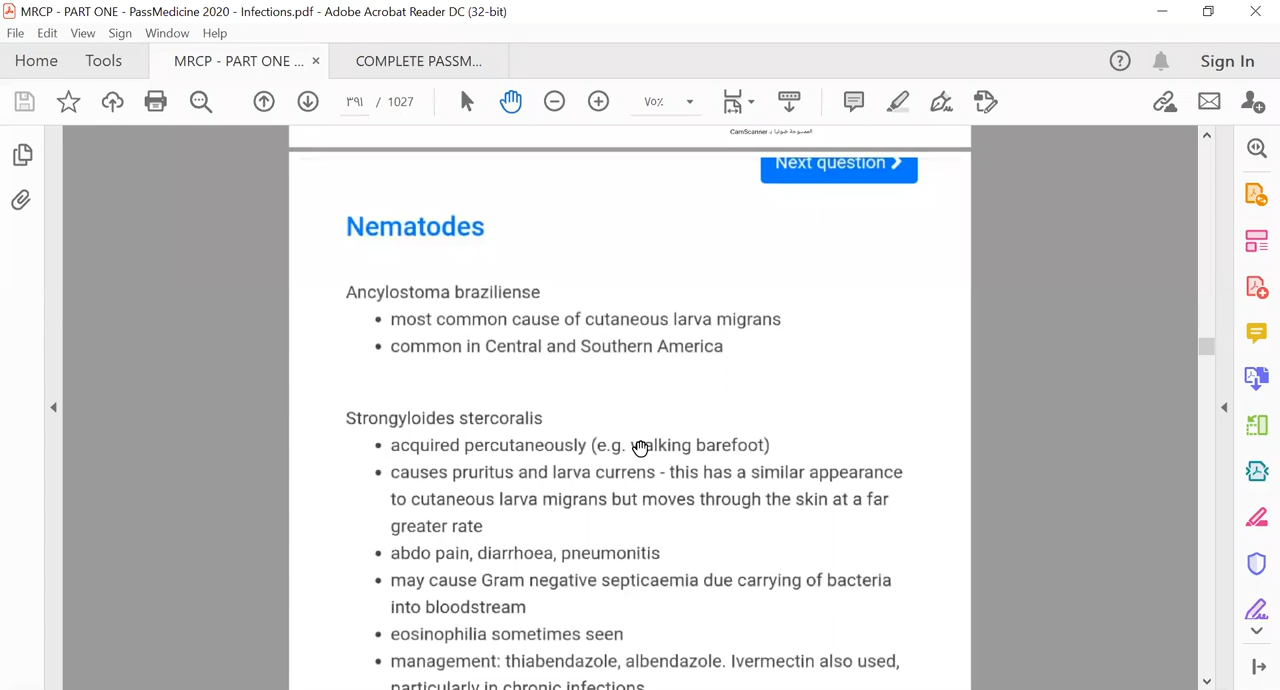 MRCP - PART ONE - PassMedicine 2020 - Infections.pdf - Adobe Acrobat Reader DC (32-bit)
File Edit View Sign Window Help
Home Tools MRCP - PART ONE ... × COMPLETE PASSM... Sign In
٣٩١ / 1027 ٧٥٪
الممسوحة ضوئيا بـ CamScanner
Next question
Nematodes
Ancylostoma braziliense
• most common cause of cutaneous larva migrans
• common in Central and Southern America
Strongyloides stercoralis
• acquired percutaneously (e.g. walking barefoot)
• causes pruritus and larva currens - this has a similar appearance
to cutaneous larva migrans but moves through the skin at a far
greater rate
• abdo pain, diarrhoea, pneumonitis
• may cause Gram negative septicaemia due carrying of bacteria
into bloodstream
• eosinophilia sometimes seen
• management: thiabendazole, albendazole. Ivermectin also used,
particularly in chronic infections